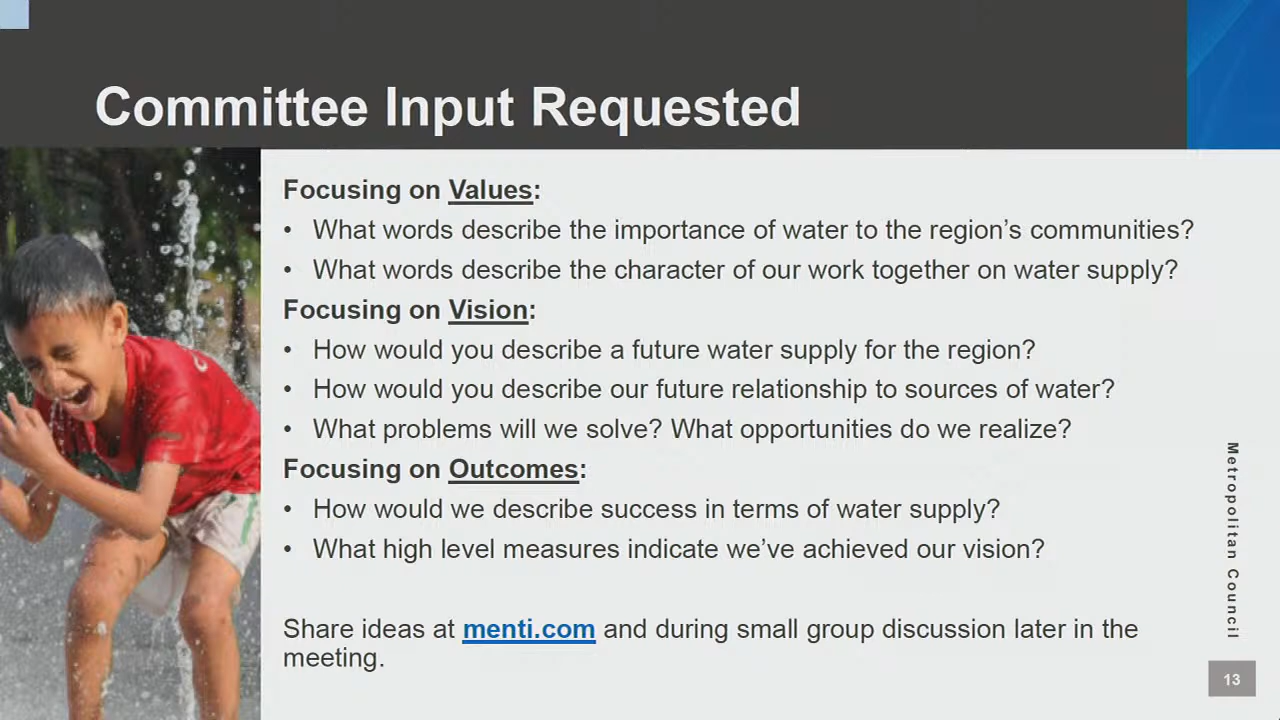 Committee Input Requested
Focusing on Values:
• What words describe the importance of water to the region's communities?
• What words describe the character of our work together on water supply?
Focusing on Vision:
• How would you describe a future water supply for the region?
• How would you describe our future relationship to sources of water?
• What problems will we solve? What opportunities do we realize?
Focusing on Outcomes:
• How would we describe success in terms of water supply?
• What high level measures indicate we've achieved our vision?
Share ideas at menti.com and during small group discussion later in the
meeting.
Metropolitan Council
13